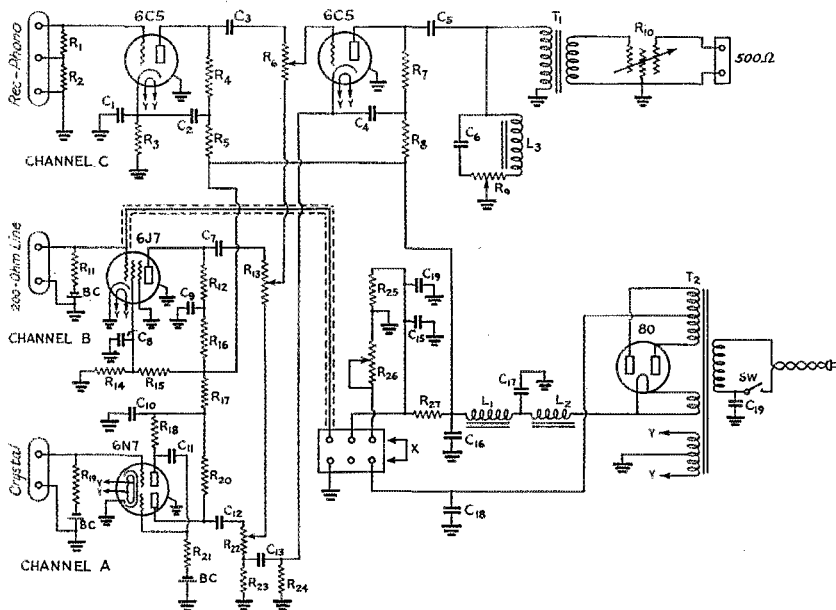 6C5
C3
6C5
C5
T1
R10
500Ω
Rec-Phono
R1
R2
R4
R6
R7
Y Y
Y Y
C1
C2
R3
R5
C4
R8
C6
L3
R9
CHANNEL C
200-Ohm Line
6J7
C7
R11
BC
R12
R13
C9
Y Y
C8
R16
CHANNEL B
R14
R15
R17
R25
C19
C15
R26
R27
L1
C17
L2
80
T2
SW
C19
C16
X
Y
Y
C18
C10
R18
C11
Crystal
6N7
R19
Y
Y
R20
BC
C12
R22
C13
R21
BC
R23
R24
CHANNEL A